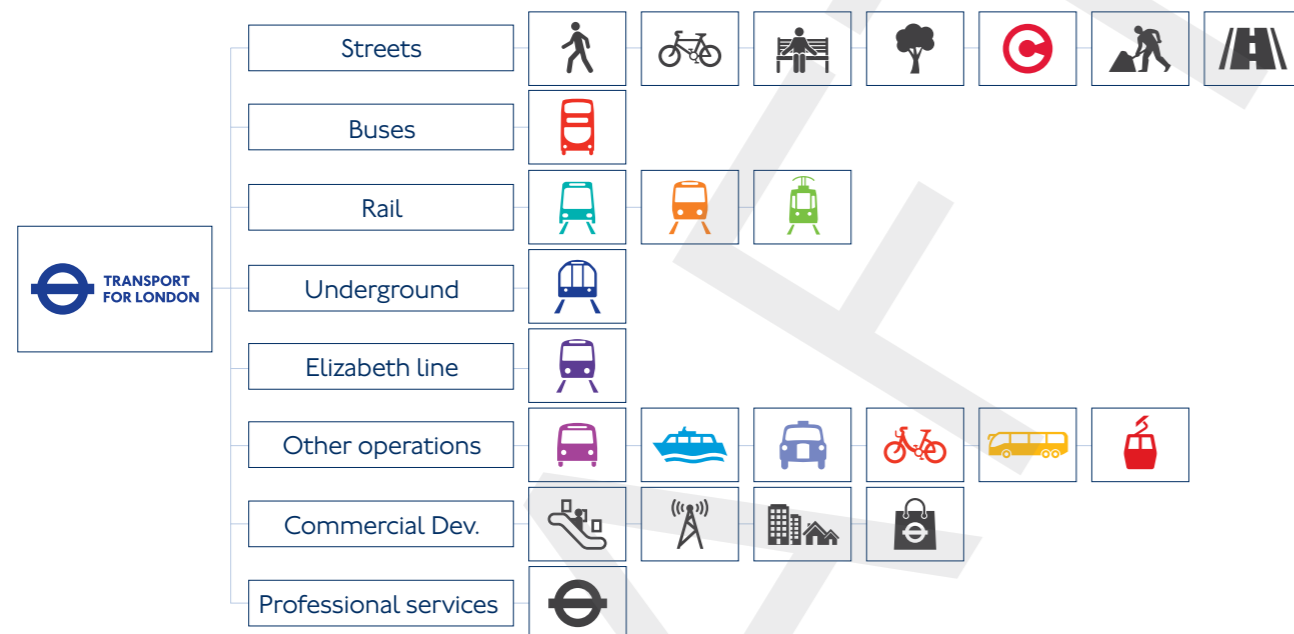 Streets
Buses
Rail
TRANSPORT
FOR LONDON
Underground
Elizabeth line
Other operations
Commercial Dev.
Professional services